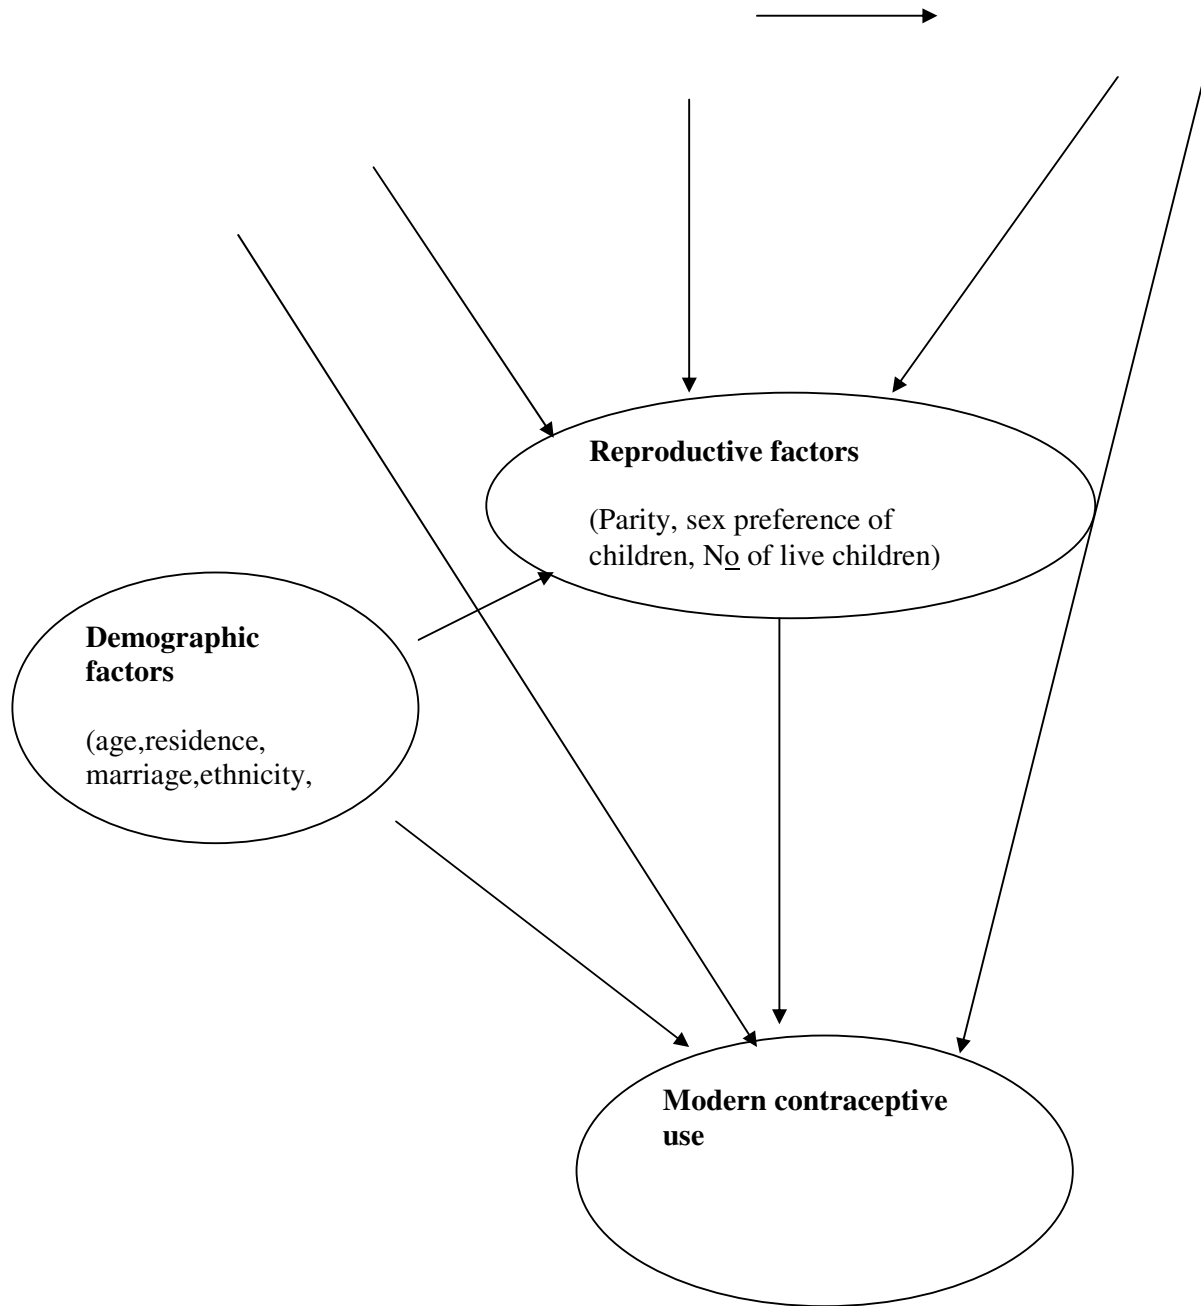 Reproductive factors
(Parity, sex preference of
children, No of live children)
Demographic
factors
(age,residence,
marriage,ethnicity,
Modern contraceptive
use